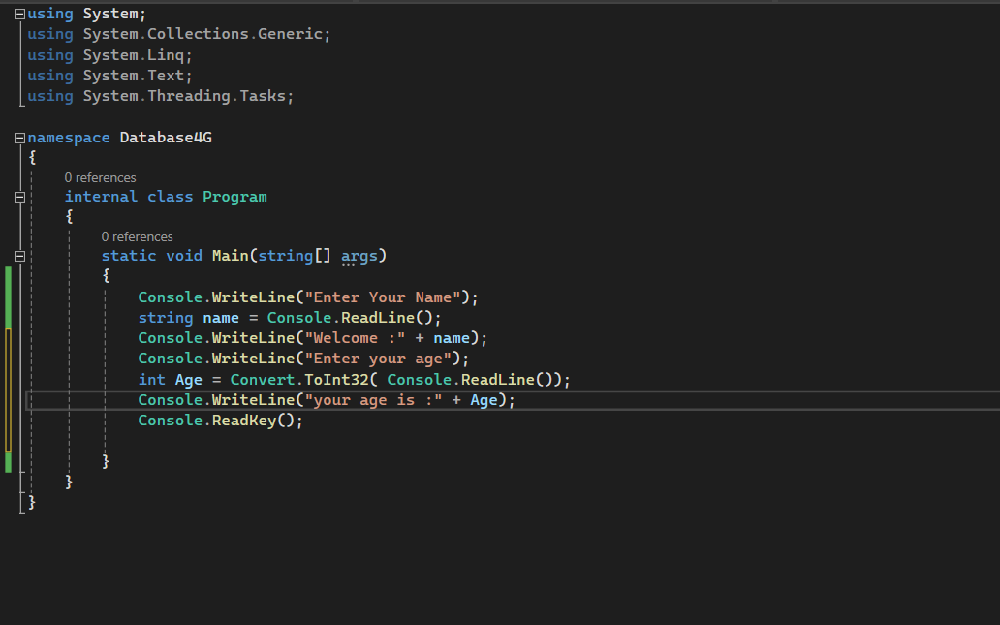 using System;
using System.Collections.Generic;
using System.Linq;
using System.Text;
using System.Threading.Tasks;
namespace Database4G
{
0 references
internal class Program
{
0 references
static void Main(string[] args)
{
Console.WriteLine("Enter Your Name");
string name = Console.ReadLine();
Console.WriteLine("Welcome :" + name);
Console.WriteLine("Enter your age");
int Age = Convert.ToInt32( Console.ReadLine());
Console.WriteLine("your age is :" + Age);
Console.ReadKey();
}
}
}